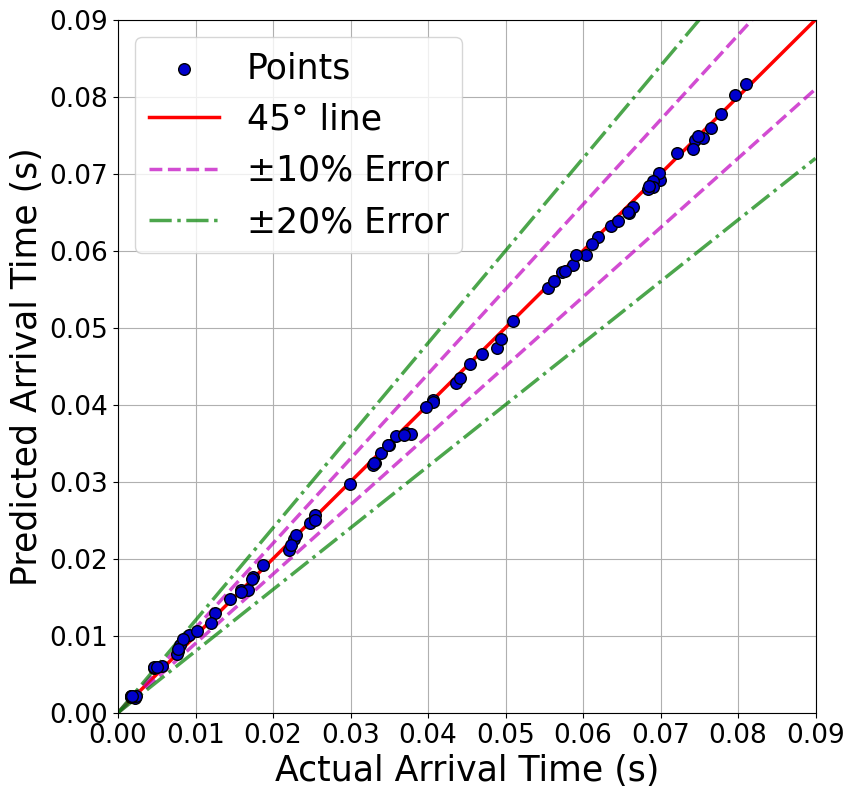 Points
45° line
±10% Error
±20% Error
Predicted Arrival Time (s)
0.09
0.08
0.07
0.06
0.05
0.04
0.03
0.02
0.01
0.00
0.00 0.01 0.02 0.03 0.04 0.05 0.06 0.07 0.08 0.09
Actual Arrival Time (s)